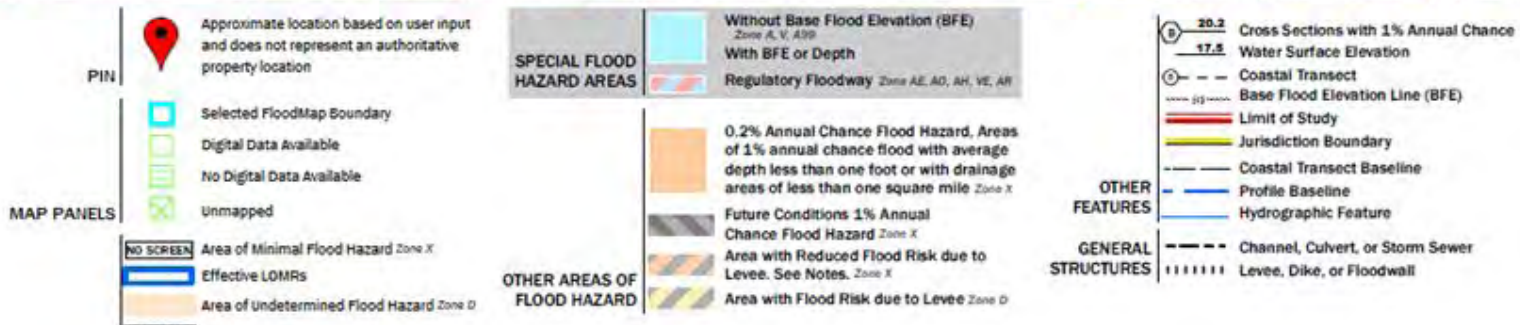 PIN
Approximate location based on user input
and does not represent an authoritative
property location
MAP PANELS
Selected FloodMap Boundary
Digital Data Available
No Digital Data Available
Unmapped
NO SCREEN Area of Minimal Flood Hazard Zone X
Effective LOMRs
Area of Undetermined Flood Hazard Zone D
SPECIAL FLOOD
HAZARD AREAS
Without Base Flood Elevation (BFE)
Zone A, V, A99
With BFE or Depth
Regulatory Floodway Zone AE, AO, AH, VE, AR
OTHER AREAS OF
FLOOD HAZARD
0.2% Annual Chance Flood Hazard, Areas
of 1% annual chance flood with average
depth less than one foot or with drainage
areas of less than one square mile Zone X
Future Conditions 1% Annual
Chance Flood Hazard Zone X
Area with Reduced Flood Risk due to
Levee. See Notes. Zone X
Area with Flood Risk due to Levee Zone D
OTHER
FEATURES
B 20.2 Cross Sections with 1% Annual Chance
17.5 Water Surface Elevation
Coastal Transect
Base Flood Elevation Line (BFE)
Limit of Study
Jurisdiction Boundary
Coastal Transect Baseline
Profile Baseline
Hydrographic Feature
GENERAL
STRUCTURES
Channel, Culvert, or Storm Sewer
Levee, Dike, or Floodwall